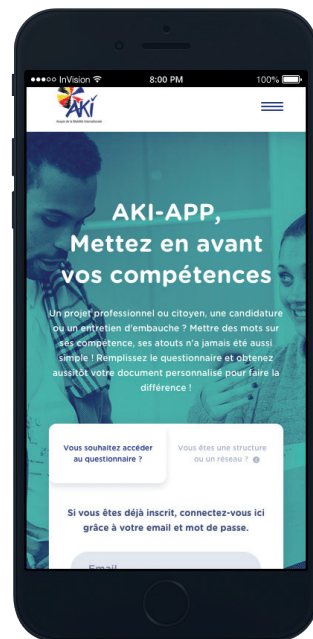 InVision 8:00 PM 100%
AKI
AKI-APP,
Mettez en avant
vos compétences
Un projet professionnel ou citoyen, une candidature
ou un entretien d'embauche ? Mettre des mots sur
ses compétence, ses atouts n'a jamais été aussi
simple ! Remplissez le questionnaire et obtenez
aussitôt votre document personnalisé pour faire la
différence !
Vous souhaitez accéder
au questionnaire ?
Vous êtes une structure
ou un réseau ?
Si vous êtes déjà inscrit, connectez-vous ici
grâce à votre email et mot de passe.
Email